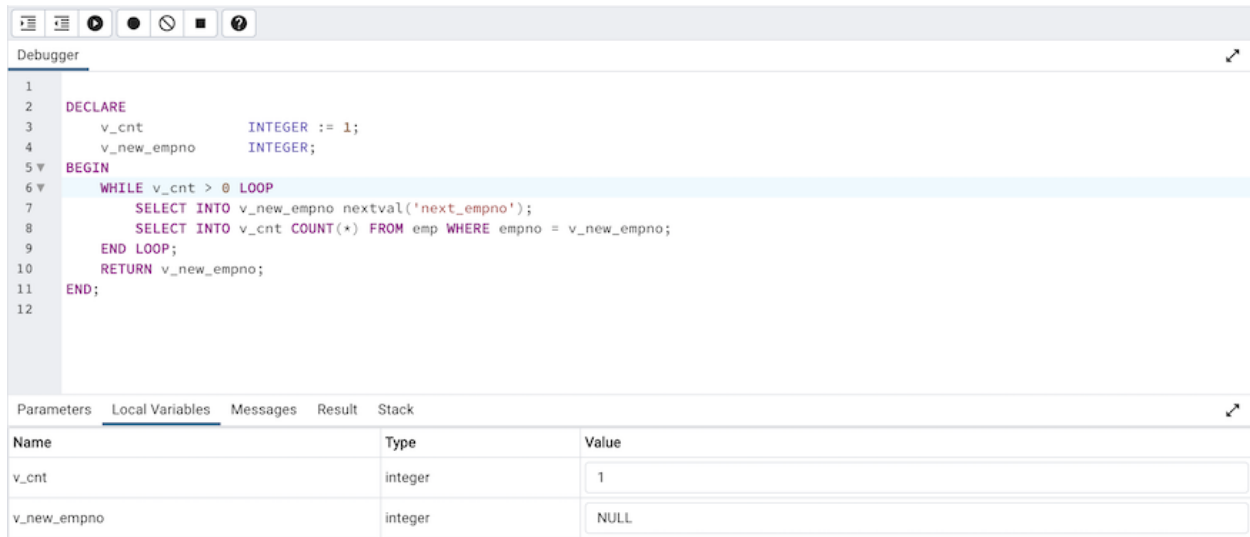 Debugger
1
2 DECLARE
3 v_cnt INTEGER := 1;
4 v_new_empno INTEGER;
5 BEGIN
6 WHILE v_cnt > 0 LOOP
7 SELECT INTO v_new_empno nextval('next_empno');
8 SELECT INTO v_cnt COUNT(*) FROM emp WHERE empno = v_new_empno;
9 END LOOP;
10 RETURN v_new_empno;
11 END;
12
Parameters Local Variables Messages Result Stack
Name Type Value
v_cnt integer 1
v_new_empno integer NULL